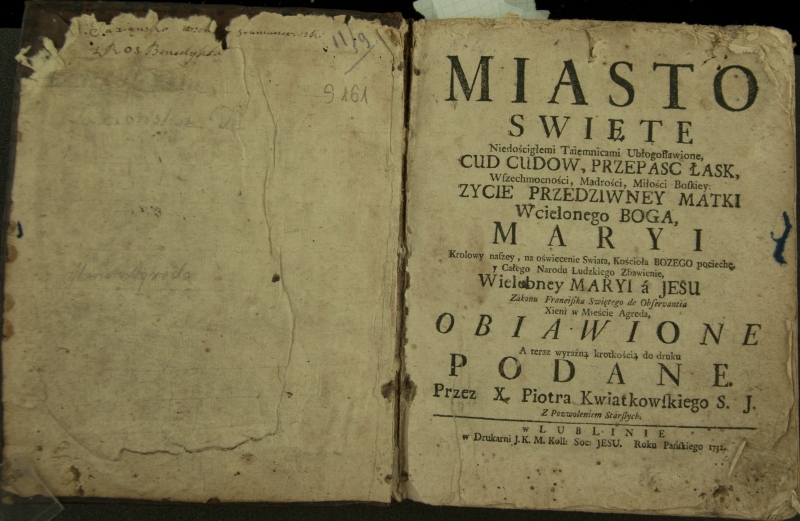 11/9
9161
MIASTO
SWIĘTE
Niedościgłemi Taiemnicami Ubłogosławione,
CUD CUDOW, PRZEPASC ŁASK,
Wszechmocności, Mądrości, Miłości Boskiey:
ZYCIE PRZEDZIWNEY MATKI
Wcielonego BOGA,
MARYI
Krolowy naszey, na oświecenie Swiata, Kościoła BOZEGO pociechę,
y Całego Narodu Ludzkiego Zbawienie,
Wielebney MARYI á JESU
Zakonu Franciszka Swiętego de Observantia
Xieni w Mieście Agreda,
OBIAWIONE
A teraz wyraźną krotkością do druku
PODANE.
Przez X. Piotra Kwiatkowskiego S. J.
Z Pozwoleniem Starszych.
w LUBLINIE
w Drukarni J. K. M. Koll: Soc: JESU. Roku Pańskiego 1732.